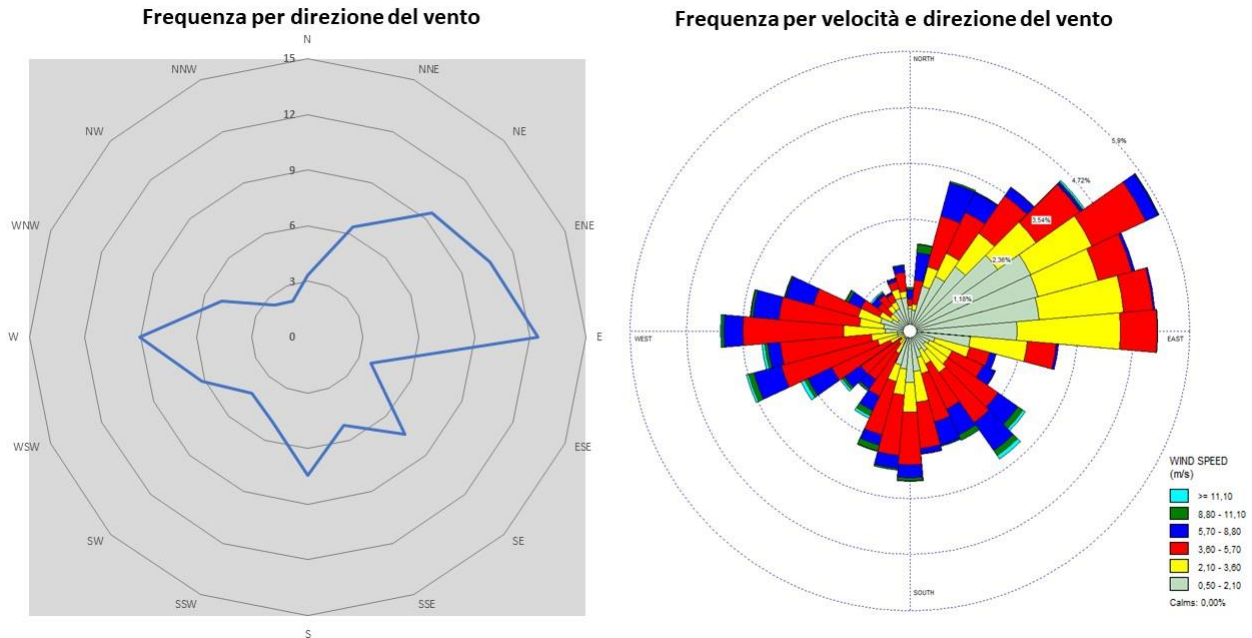 Frequenza per direzione del vento
N
NNE
NE
ENE
E
ESE
SE
SSE
S
SSW
SW
WSW
W
WNW
NW
NNW
15
12
9
6
3
0
Frequenza per velocità e direzione del vento
NORTH
EAST
SOUTH
WEST
5,9%
4,72%
3,54%
2,36%
1,18%
WIND SPEED
(m/s)
>= 11,10
8,80 - 11,10
5,70 - 8,80
3,60 - 5,70
2,10 - 3,60
0,50 - 2,10
Calms: 0,00%